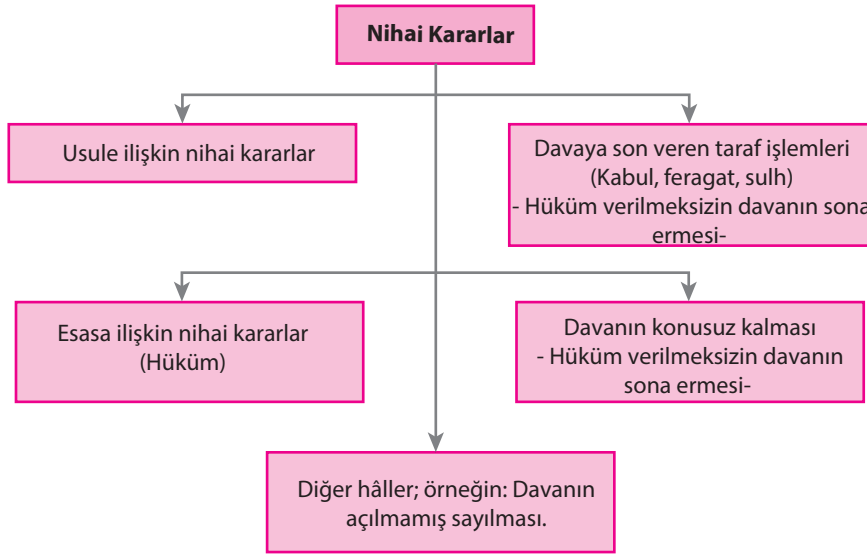 Nihai Kararlar
Usule ilişkin nihai kararlar
Davaya son veren taraf işlemleri
(Kabul, feragat, sulh)
- Hüküm verilmeksizin davanın sona
ermesi-
Esasa ilişkin nihai kararlar
(Hüküm)
Davanın konusuz kalması
- Hüküm verilmeksizin davanın
sona ermesi-
Diğer hâller; örneğin: Davanın
açılmamış sayılması.